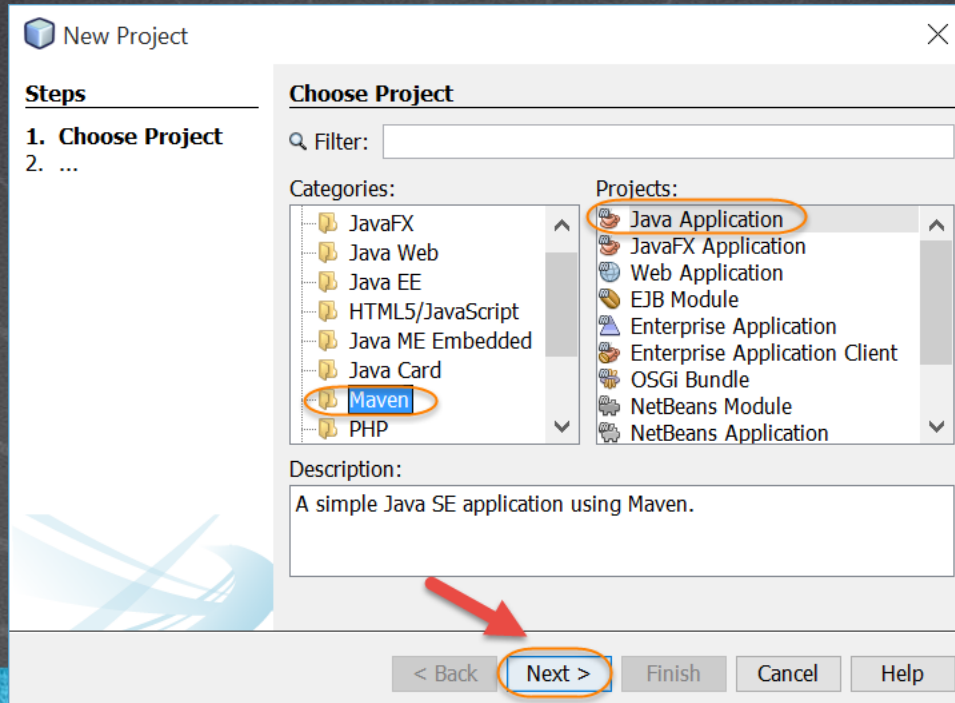 New Project
Steps
1. Choose Project
2. ...
Choose Project
Filter:
Categories:
JavaFX
Java Web
Java EE
HTML5/JavaScript
Java ME Embedded
Java Card
Maven
PHP
Projects:
Java Application
JavaFX Application
Web Application
EJB Module
Enterprise Application
Enterprise Application Client
OSGi Bundle
NetBeans Module
NetBeans Application
Description:
A simple Java SE application using Maven.
< Back
Next >
Finish
Cancel
Help